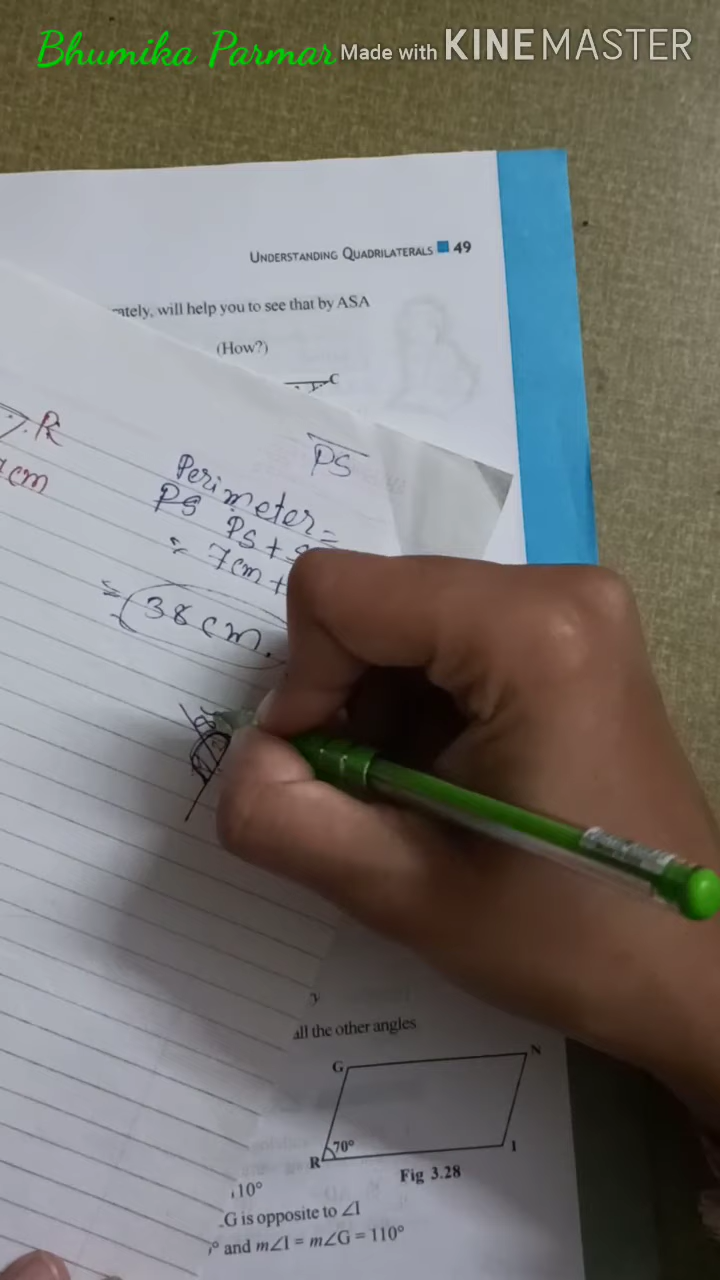 Bhumika Parmar Made with KINEMASTER
UNDERSTANDING QUADRILATERALS 49
will help you to see that by ASA
(How?)
C
R
cm
PS
Perimeter =
PS PS +
= 7cm +
= 38 cm.
all the other angles
G N
R 70° I
Fig 3.28
110°
G is opposite to ∠I
and m∠I = m∠G = 110°